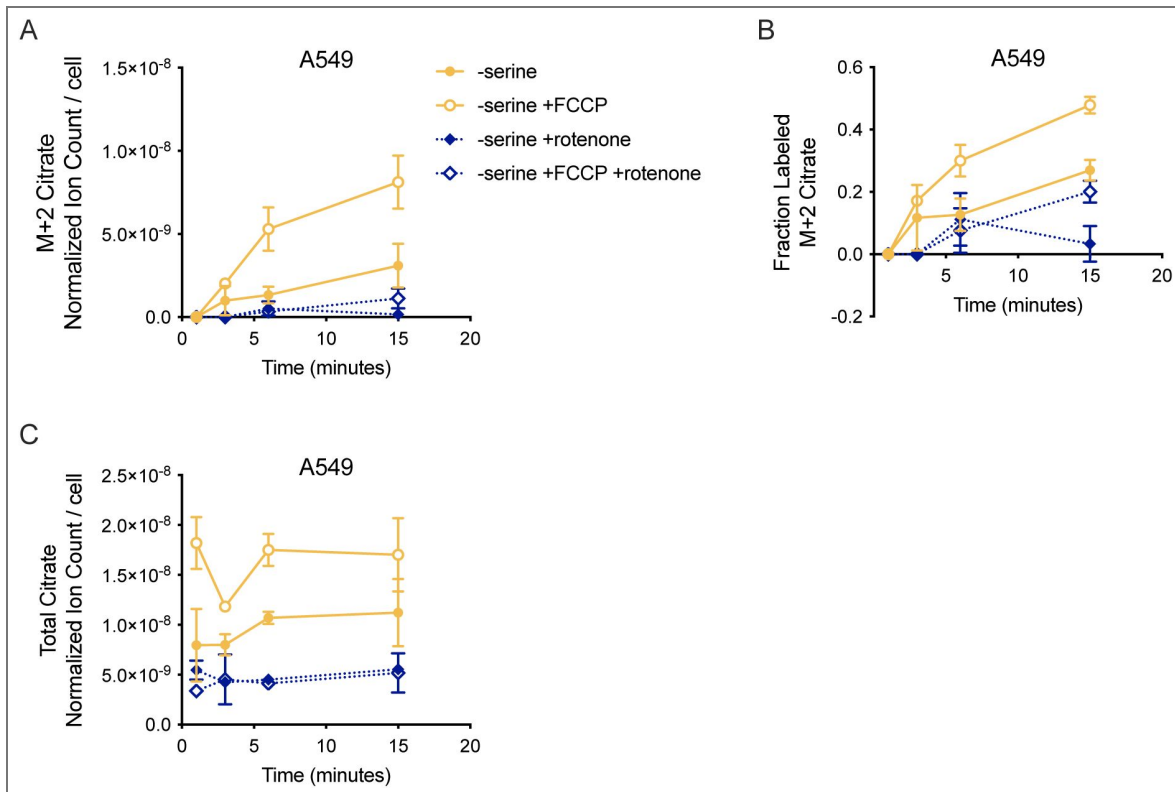 A
A549
M+2 Citrate
Normalized Ion Count / cell
1.5×10⁻⁸
1.0×10⁻⁸
5.0×10⁻⁹
0.0
0 5 10 15 20
Time (minutes)
-serine
-serine +FCCP
-serine +rotenone
-serine +FCCP +rotenone
B
A549
Fraction Labeled
M+2 Citrate
0.6
0.4
0.2
0.0
-0.2
5 10 15 20
Time (minutes)
C
A549
Total Citrate
Normalized Ion Count / cell
2.5×10⁻⁸
2.0×10⁻⁸
1.5×10⁻⁸
1.0×10⁻⁸
5.0×10⁻⁹
0.0
0 5 10 15 20
Time (minutes)